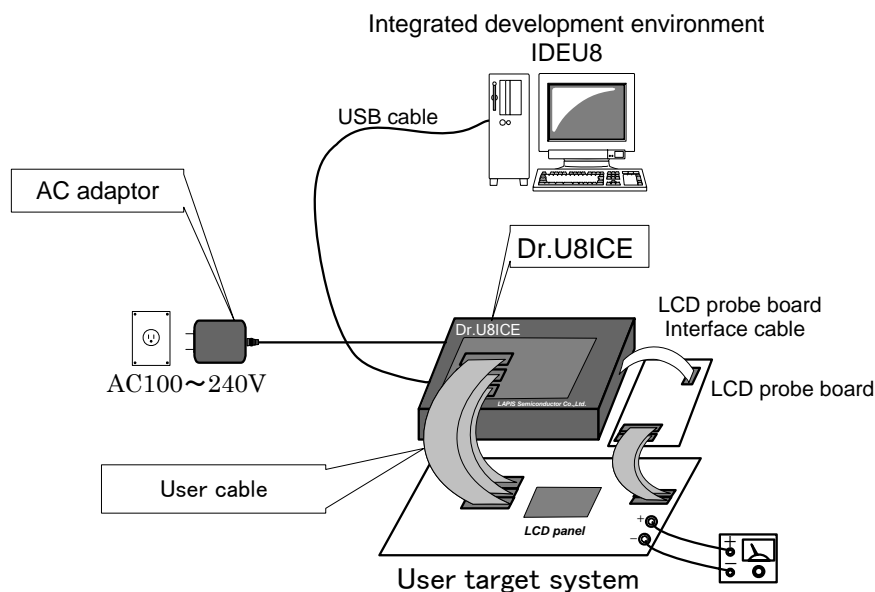 Integrated development environment
IDEU8
USB cable
AC adaptor
Dr.U8ICE
LCD probe board
Interface cable
Dr.U8ICE
LCD probe board
AC100～240V
LAPIS Semiconductor Co.,Ltd.
User cable
LCD panel
+
−
+
−
User target system